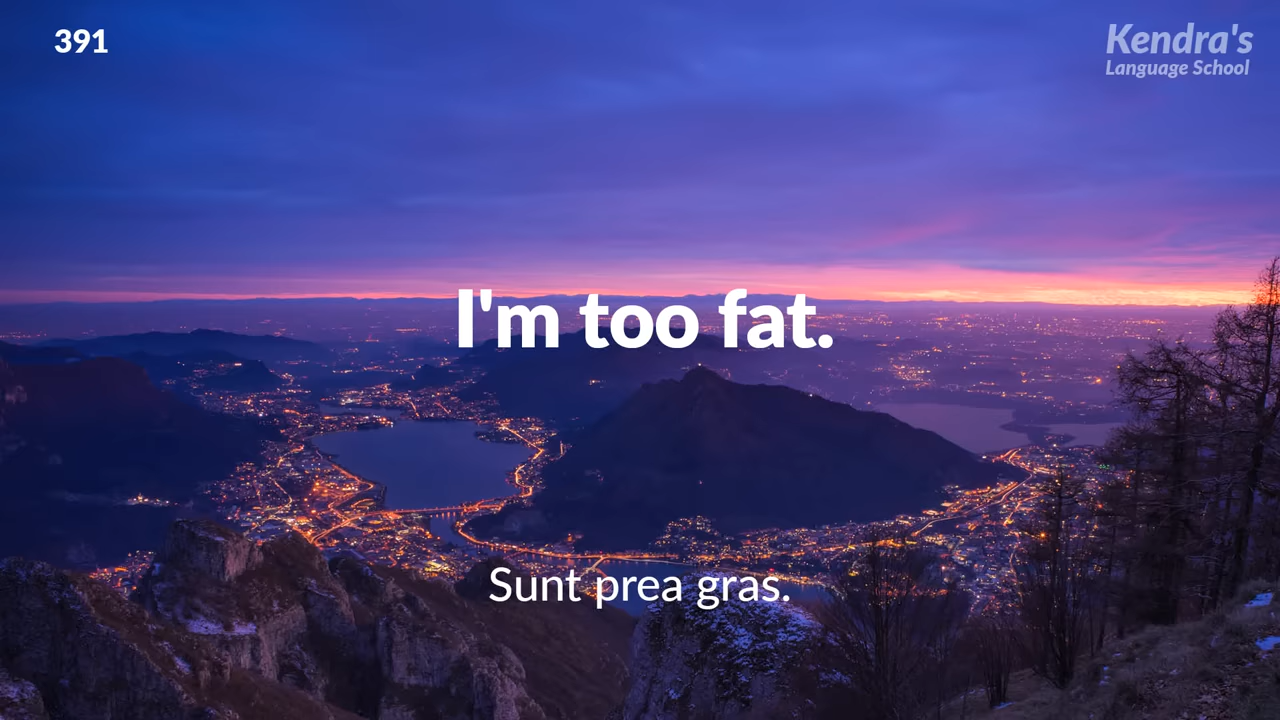 391
Kendra's
Language School
I'm too fat.
Sunt prea gras.